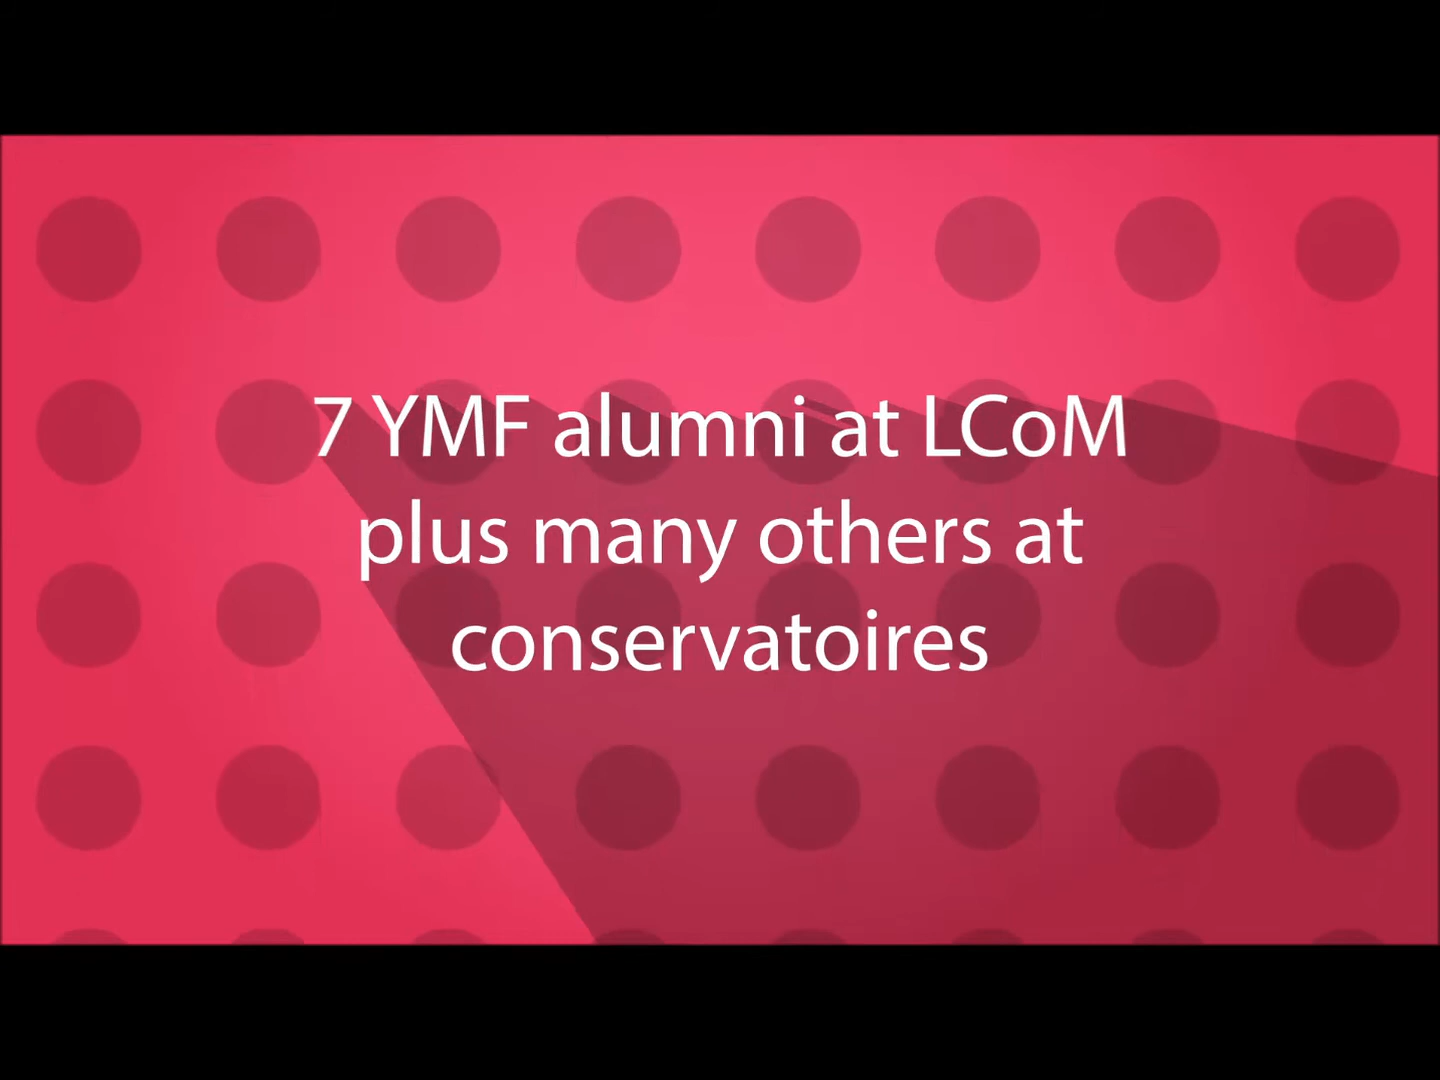 7 YMF alumni at LCoM
plus many others at
conservatoires